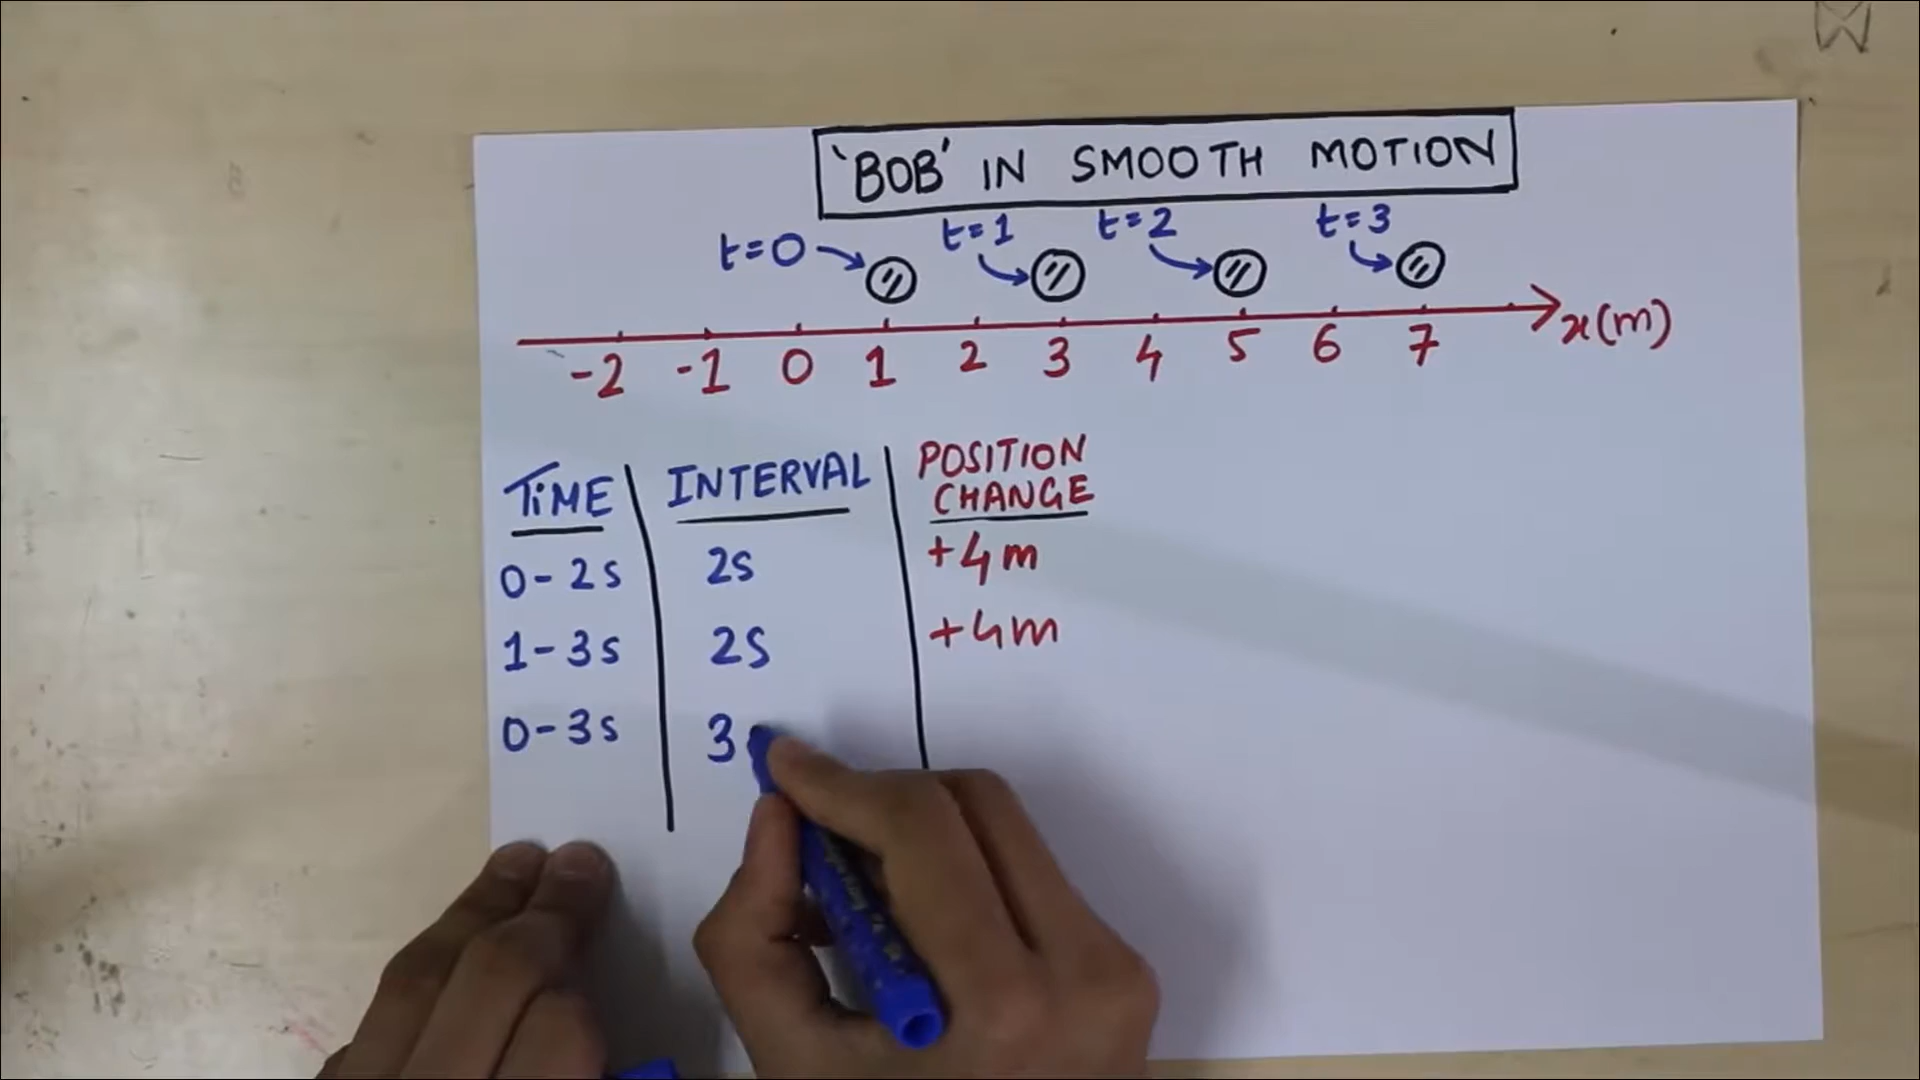 'BOB' IN SMOOTH MOTION
t=0 t=1 t=2 t=3
-2 -1 0 1 2 3 4 5 6 7 x(m)
TIME INTERVAL POSITION CHANGE
0-2s 2s +4m
1-3s 2s +4m
0-3s 3